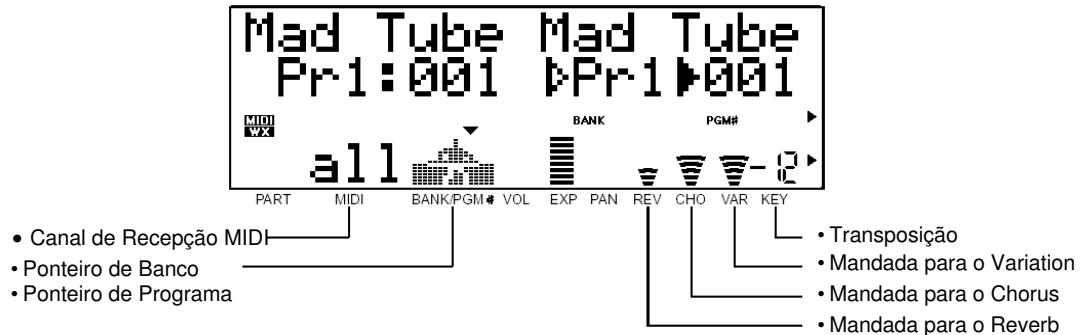 Mad Tube Mad Tube
Pr1:001 ▷Pr1▶001
MIDI BANK PGM#
WX
all -12
PART MIDI BANK/PGM# VOL EXP PAN REV CHO VAR KEY
• Canal de Recepção MIDI
• Ponteiro de Banco
• Ponteiro de Programa
• Transposição
• Mandada para o Variation
• Mandada para o Chorus
• Mandada para o Reverb